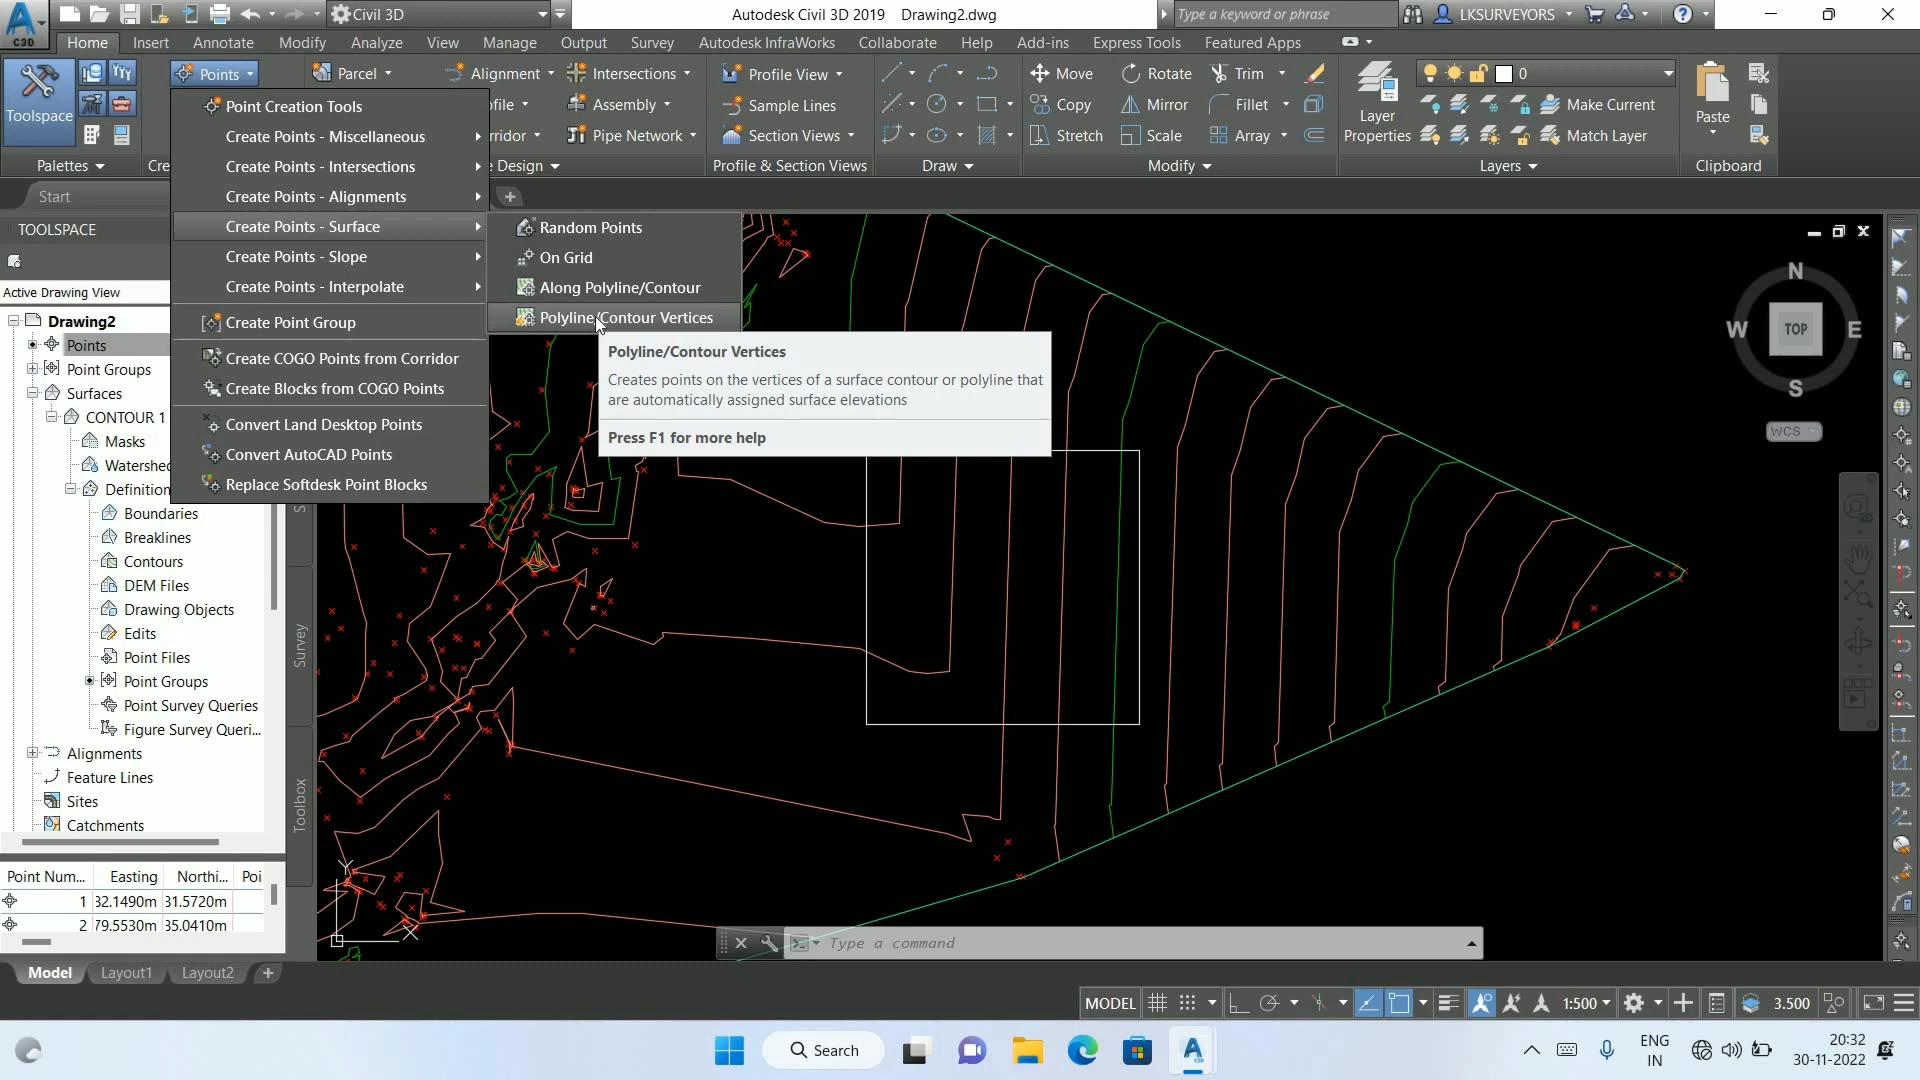 C3D
Civil 3D
Autodesk Civil 3D 2019 Drawing2.dwg
Type a keyword or phrase
LKSURVEYORS
Home Insert Annotate Modify Analyze View Manage Output Survey Autodesk InfraWorks Collaborate Help Add-ins Express Tools Featured Apps
Toolspace
Points
Parcel
Alignment
Intersections
Assembly
Pipe Network
Profile View
Sample Lines
Section Views
Move
Rotate
Trim
Copy
Mirror
Fillet
Stretch
Scale
Array
Layer
Properties
0
Make Current
Match Layer
Paste
Palettes
Design
Profile & Section Views
Draw
Modify
Layers
Clipboard
Start
Point Creation Tools
Create Points - Miscellaneous
Create Points - Intersections
Create Points - Alignments
Create Points - Surface
Create Points - Slope
Create Points - Interpolate
Create Point Group
Create COGO Points from Corridor
Create Blocks from COGO Points
Convert Land Desktop Points
Convert AutoCAD Points
Replace Softdesk Point Blocks
Random Points
On Grid
Along Polyline/Contour
Polyline/Contour Vertices
Polyline/Contour Vertices
Creates points on the vertices of a surface contour or polyline that
are automatically assigned surface elevations
Press F1 for more help
TOOLSPACE
Active Drawing View
Drawing2
Points
Point Groups
Surfaces
CONTOUR 1
Masks
Watershed
Definition
Boundaries
Breaklines
Contours
DEM Files
Drawing Objects
Edits
Point Files
Point Groups
Point Survey Queries
Figure Survey Queri...
Alignments
Feature Lines
Sites
Catchments
Survey
Toolbox
Point Num... Easting Northi... Poi
1 32.1490m 31.5720m
2 79.5530m 35.0410m
N
W TOP E
S
WCS
Y
X
Type a command
Model Layout1 Layout2
MODEL
1:500
3.500
Search
ENG
IN
20:32
30-11-2022